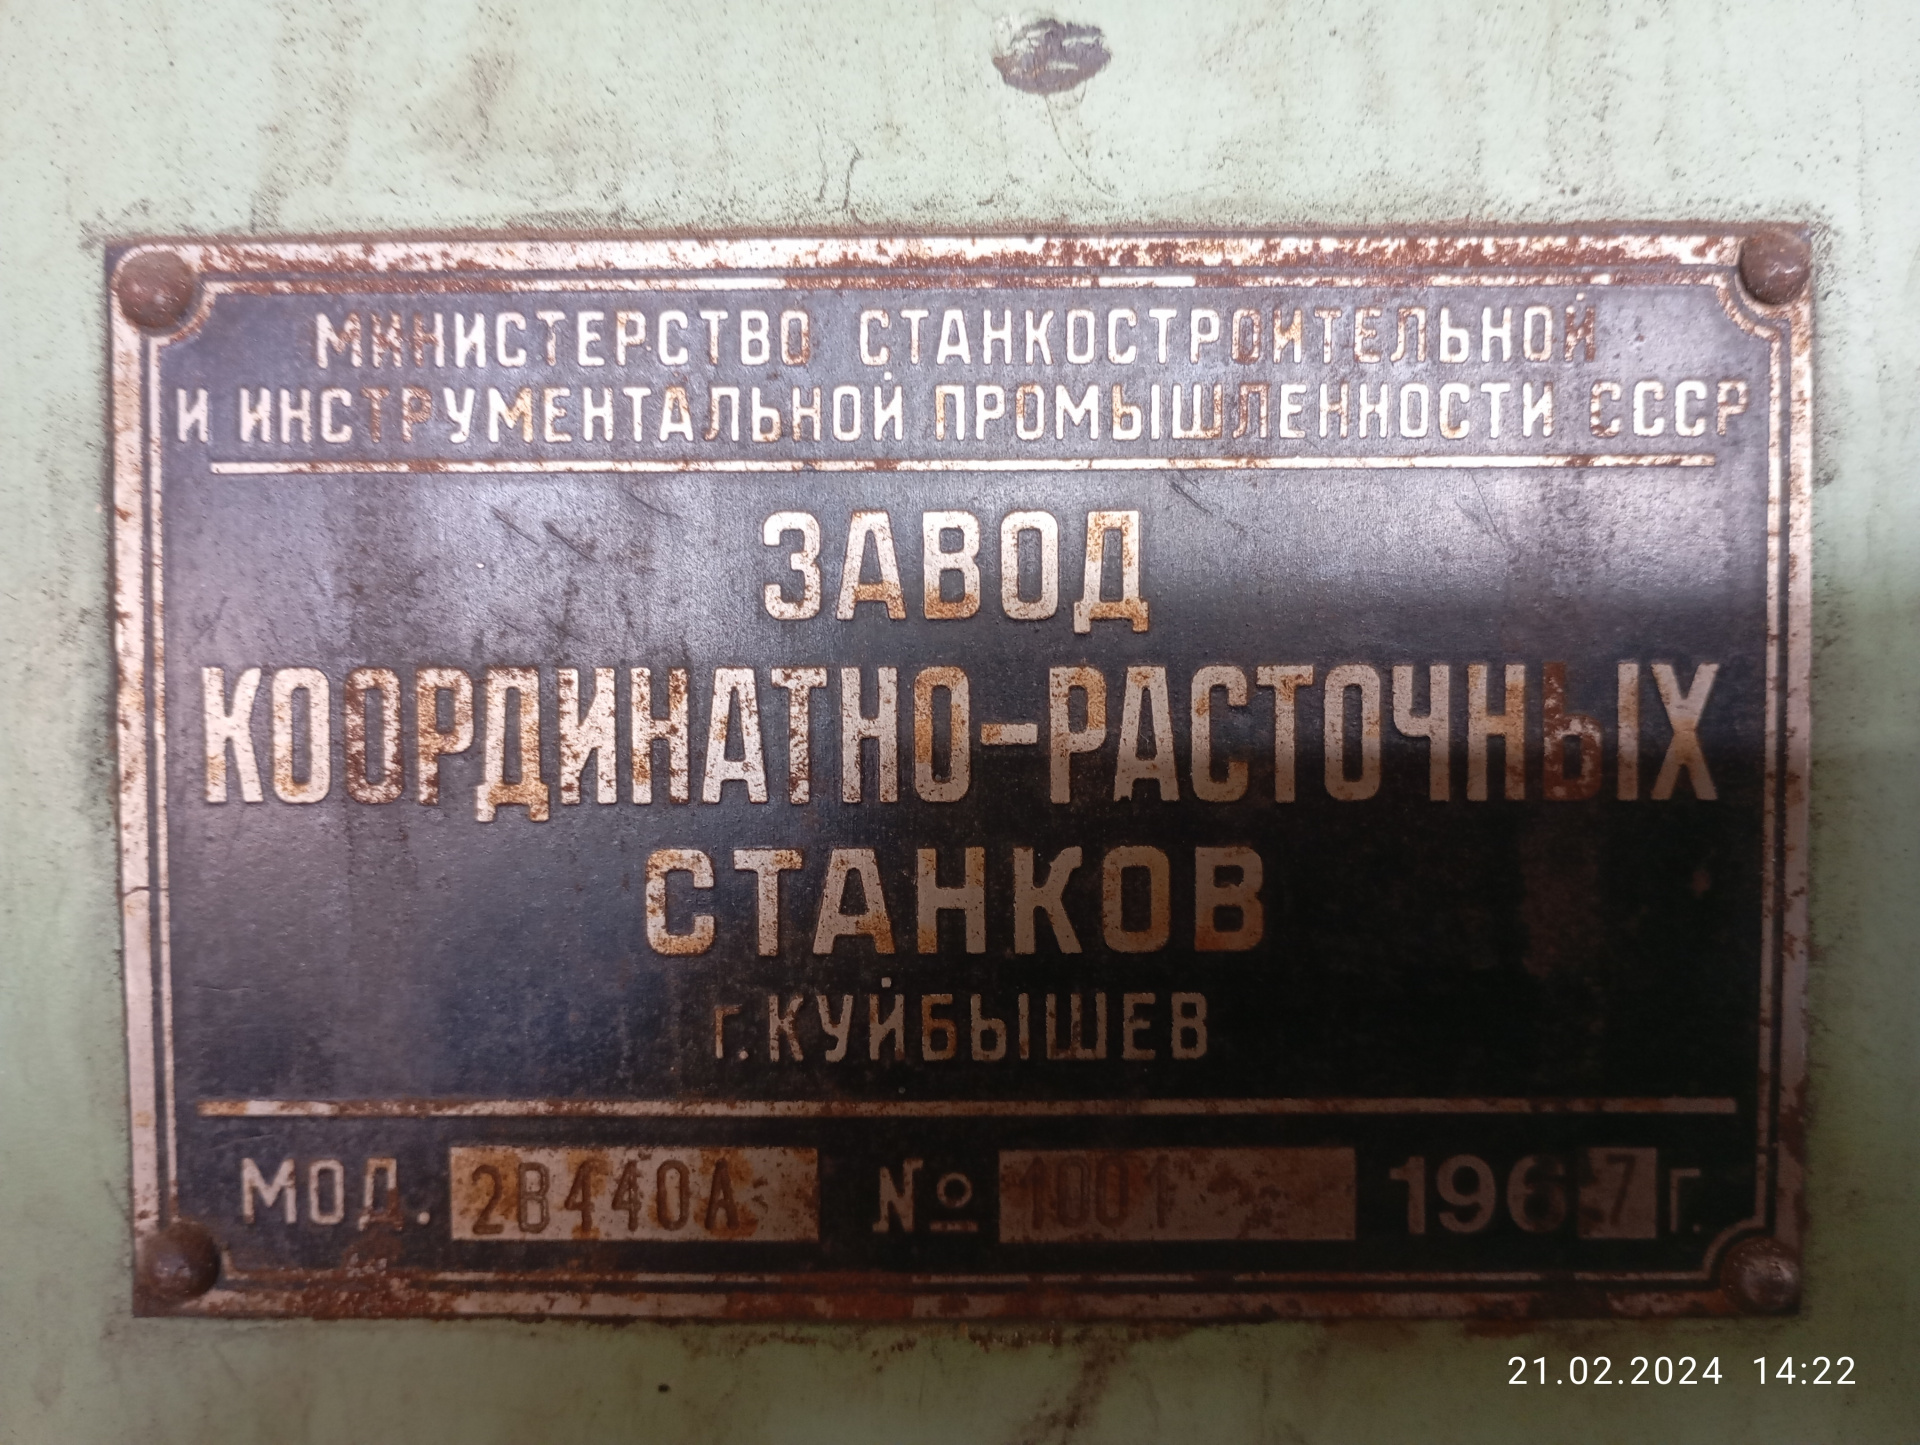 МИНИСТЕРСТВО СТАНКОСТРОИТЕЛЬНОЙ
И ИНСТРУМЕНТАЛЬНОЙ ПРОМЫШЛЕННОСТИ СССР
ЗАВОД
КООРДИНАТНО-РАСТОЧНЫХ
СТАНКОВ
г. КУЙБЫШЕВ
МОД. 2В440А № 1001 1967 г.
21.02.2024 14:22